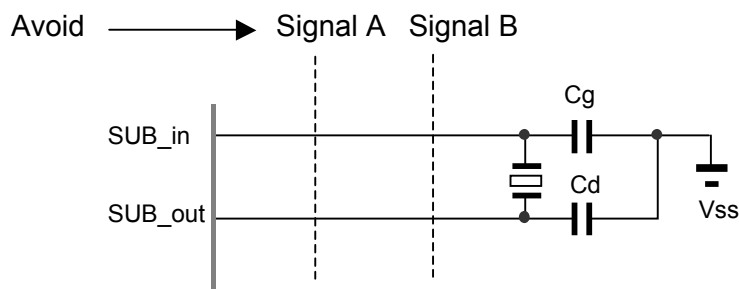 Avoid Signal A Signal B
Cg
SUB_in
Cd
SUB_out
Vss